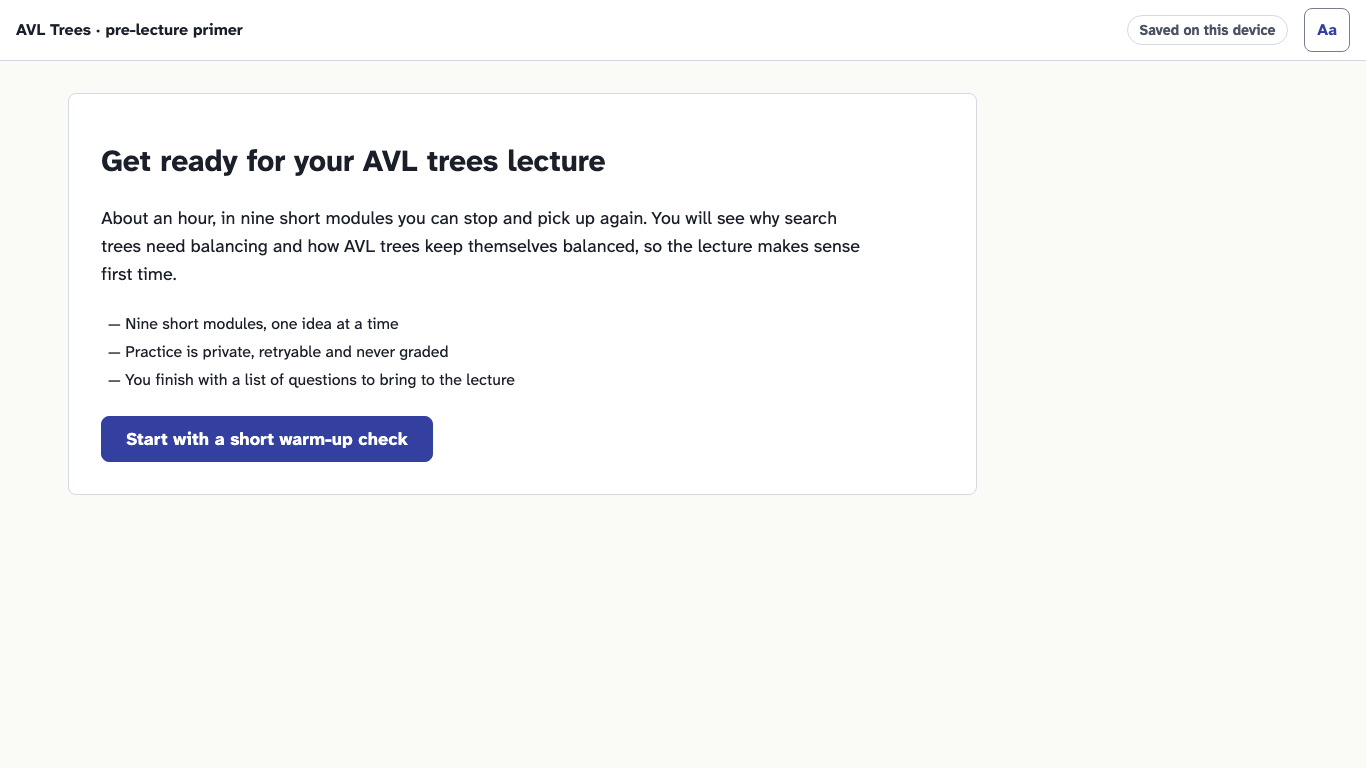 AVL Trees · pre-lecture primer
Saved on this device
Aa
Get ready for your AVL trees lecture
About an hour, in nine short modules you can stop and pick up again. You will see why search
trees need balancing and how AVL trees keep themselves balanced, so the lecture makes sense
first time.
— Nine short modules, one idea at a time
— Practice is private, retryable and never graded
— You finish with a list of questions to bring to the lecture
Start with a short warm-up check